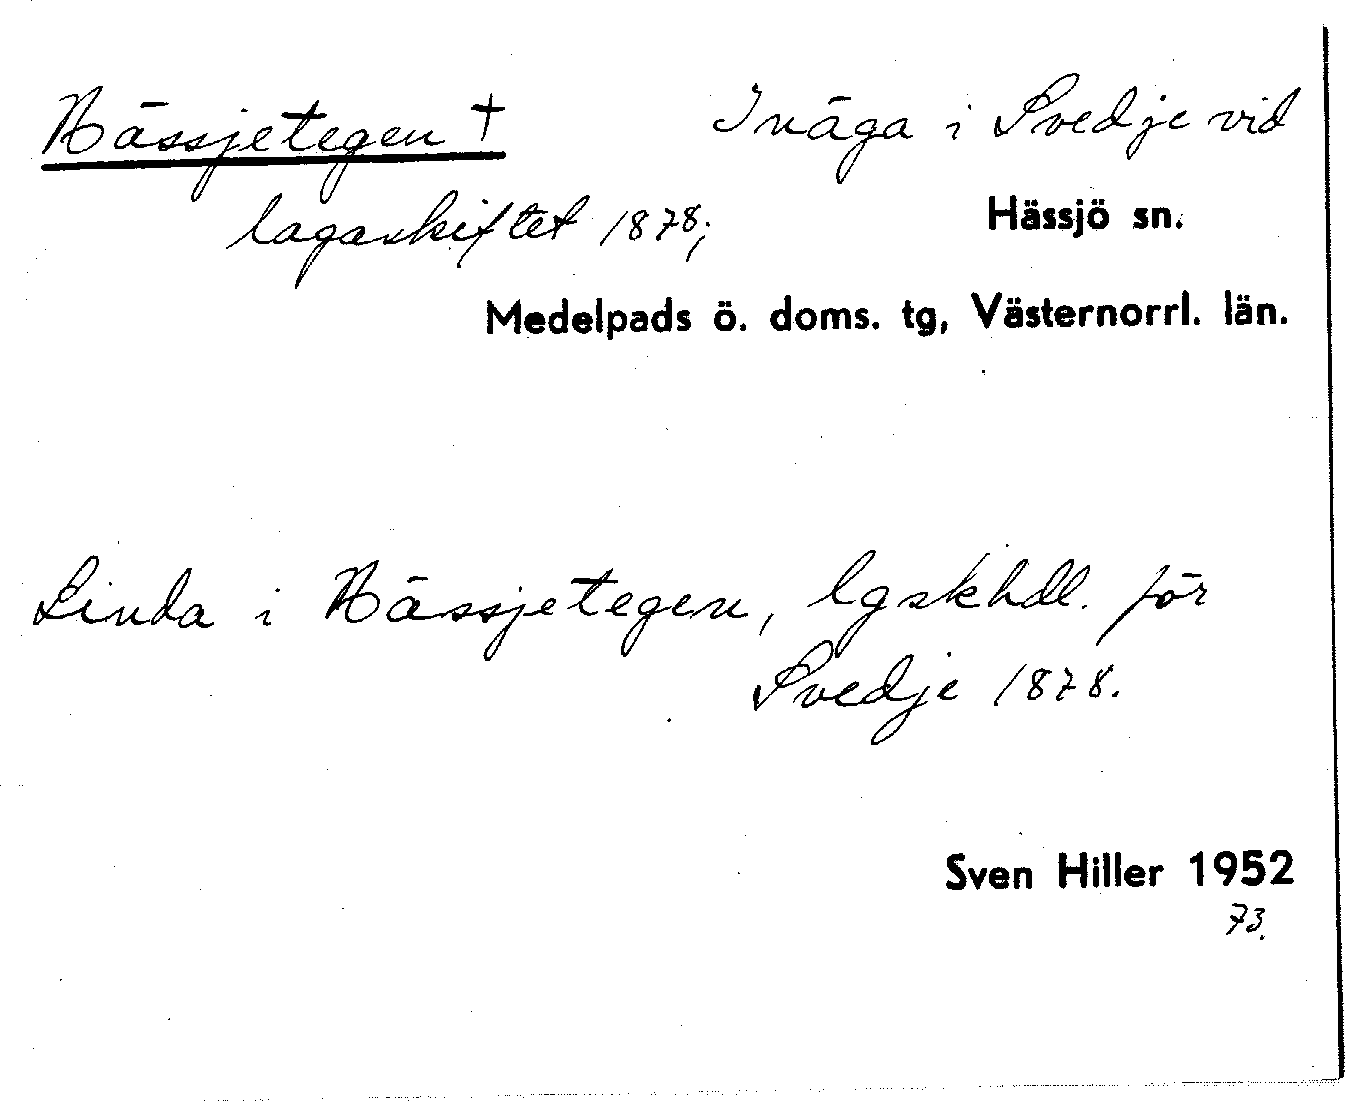 Hässjetegen † Inäga i Svedje vid
lagaskiftet 1878; Hässjö sn.
Medelpads ö. doms. tg, Västernorrl. län.
Linda i Hässjetegen, lgskhdl. för
Svedje 1878.
Sven Hiller 1952
73.